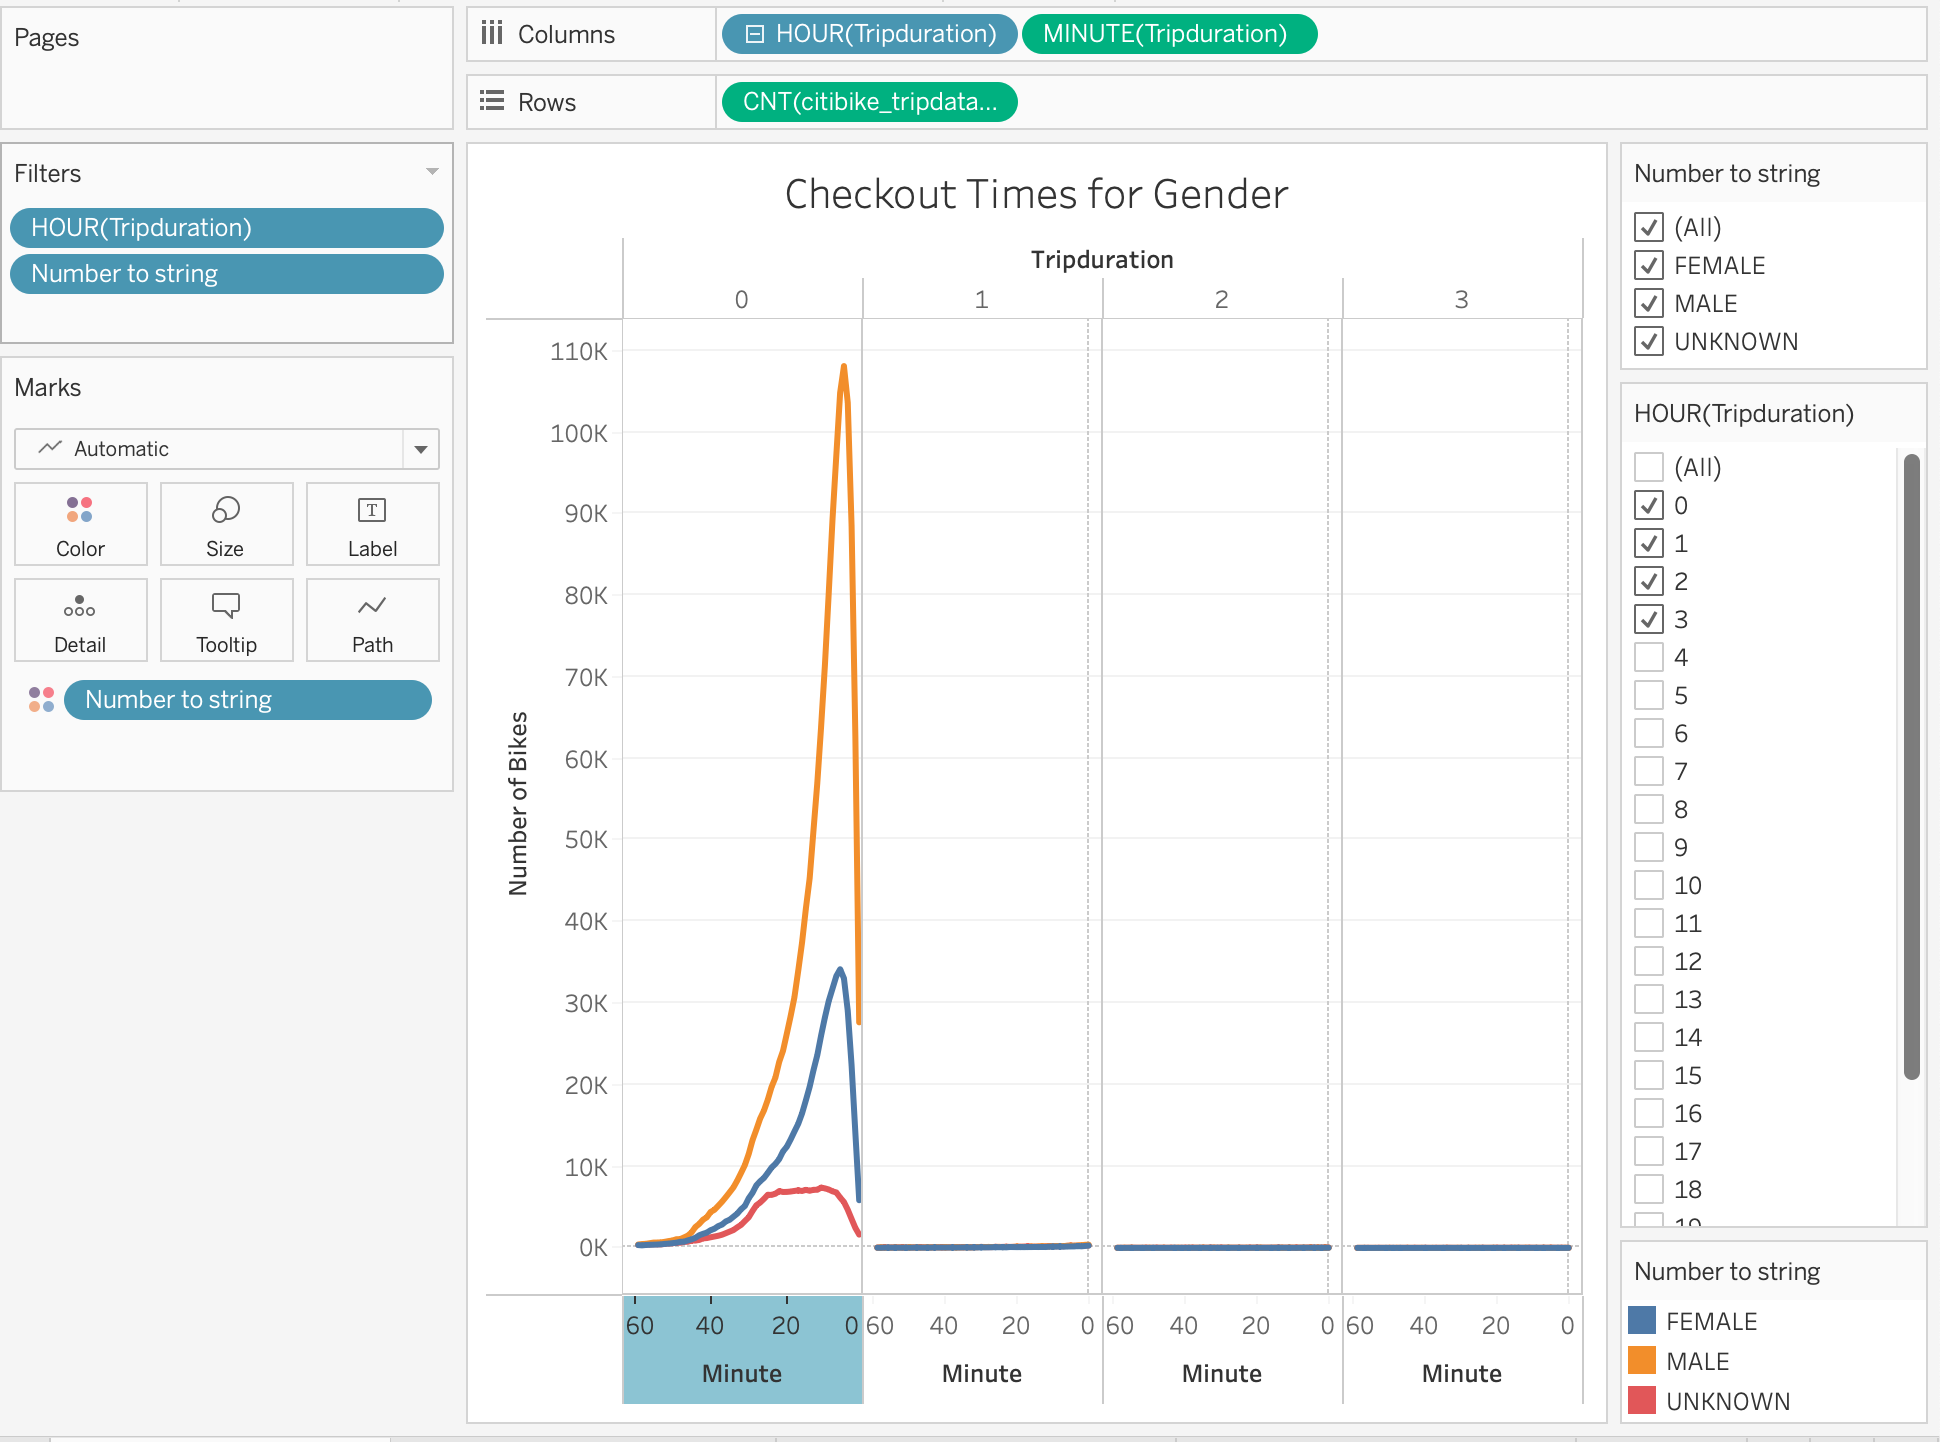 Pages
Columns
HOUR(Tripduration)
MINUTE(Tripduration)
Rows
CNT(citibike_tripdata...
Filters
HOUR(Tripduration)
Number to string
Marks
Automatic
Color
Size
T
Label
Detail
Tooltip
Path
Number to string
Checkout Times for Gender
Tripduration
0 1 2 3
Number of Bikes
110K
100K
90K
80K
70K
60K
50K
40K
30K
20K
10K
0K
60 40 20 0 60 40 20 0 60 40 20 0 60 40 20 0
Minute Minute Minute Minute
Number to string
(All)
FEMALE
MALE
UNKNOWN
HOUR(Tripduration)
(All)
0
1
2
3
4
5
6
7
8
9
10
11
12
13
14
15
16
17
18
19
Number to string
FEMALE
MALE
UNKNOWN